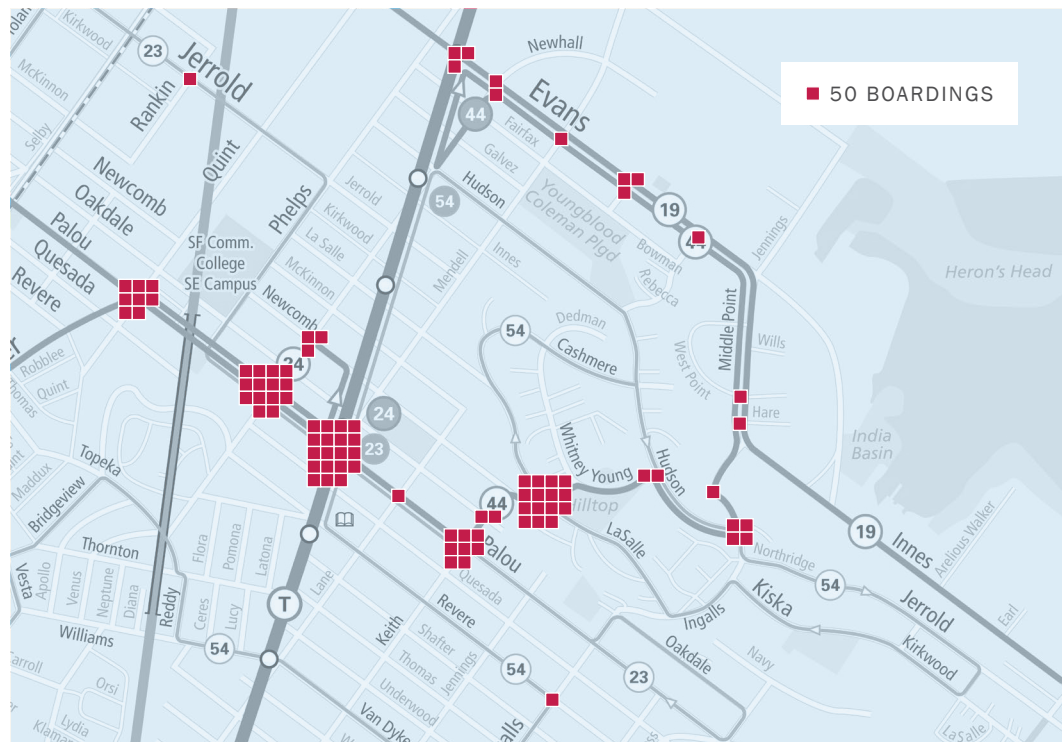 Kirkwood
23
Jerrold
McKinnon
Rankin
Selby
Quint
Newcomb
Oakdale
Palou
Quesada
Revere
Phelps
SF Comm.
College
SE Campus
Newcomb
24
Robblee
Quint
Thomas
Maddux
Bridgeview
Topeka
Thornton
Vesta
Apollo
Venus
Neptune
Diana
Reddy
Flora
Pomona
Latona
Ceres
Lucy
Williams
54
Carroll
Orsi
Lydia
T
Lane
Keith
Van Dyke
Newhall
Evans
44
Fairfax
Galvez
Hudson
54
Jerrold
Kirkwood
La Salle
McKinnon
Mendell
Innes
Youngblood
Coleman Plgd
19
44
Bowman
Rebecca
Jennings
50 BOARDINGS
Heron's Head
Middle Point
West Point
Wills
Hare
India
Basin
54
Dedman
Cashmere
Whitney Young
Hudson
Hilltop
24
23
44
LaSalle
Palou
Quesada
Revere
Northridge
54
Jerrold
19
Innes
Arelious Walker
Earl
Kiska
Ingalls
Kirkwood
Oakdale
Navy
23
54
Shafter
Thomas
Underwood
Jennings
LaSalle